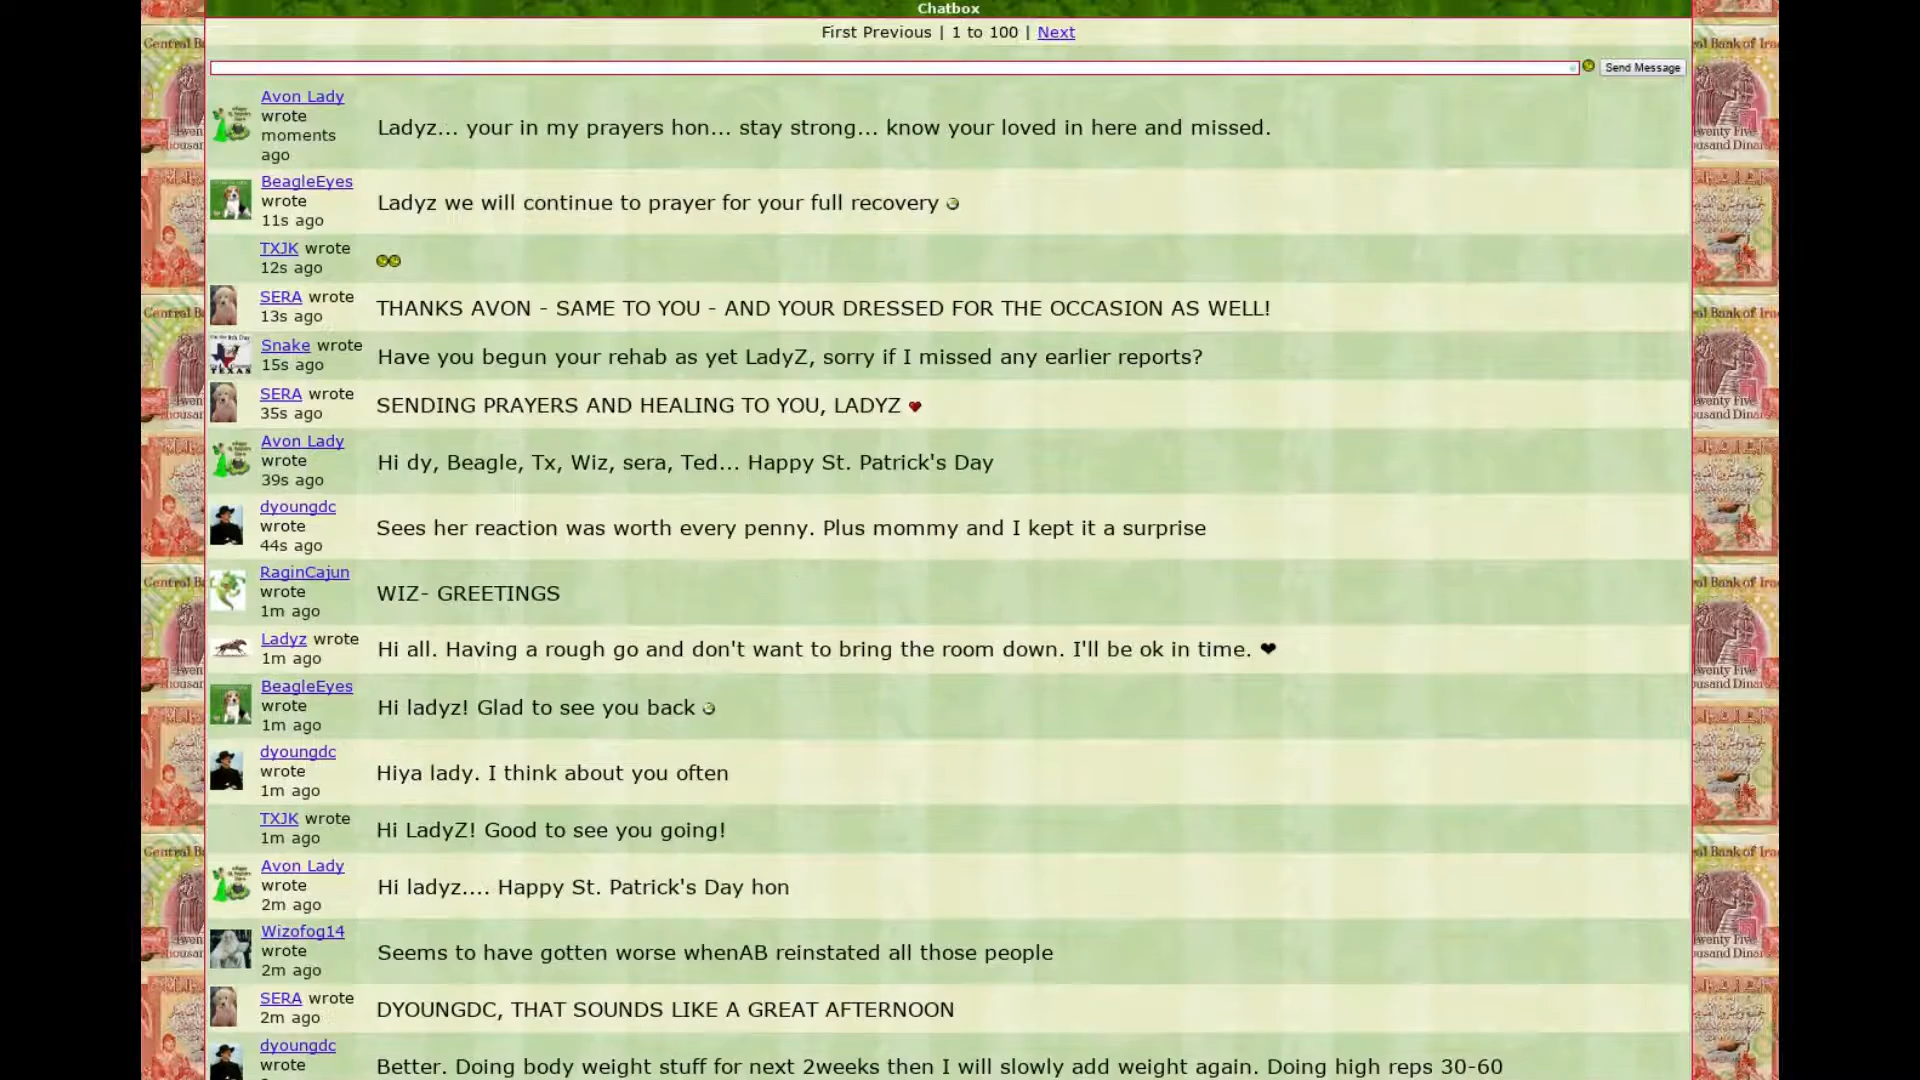 Chatbox
First Previous | 1 to 100 | Next
Send Message
Avon Lady
wrote
moments
ago
Ladyz... your in my prayers hon... stay strong... know your loved in here and missed.
BeagleEyes
wrote
11s ago
Ladyz we will continue to prayer for your full recovery
TXJK wrote
12s ago
SERA wrote
13s ago
THANKS AVON - SAME TO YOU - AND YOUR DRESSED FOR THE OCCASION AS WELL!
Snake wrote
15s ago
TEXAS
Have you begun your rehab as yet LadyZ, sorry if I missed any earlier reports?
SERA wrote
35s ago
SENDING PRAYERS AND HEALING TO YOU, LADYZ ♥
Avon Lady
wrote
39s ago
Hi dy, Beagle, Tx, Wiz, sera, Ted... Happy St. Patrick's Day
dyoungdc
wrote
44s ago
Sees her reaction was worth every penny. Plus mommy and I kept it a surprise
RaginCajun
wrote
1m ago
WIZ- GREETINGS
Ladyz wrote
1m ago
Hi all. Having a rough go and don't want to bring the room down. I'll be ok in time. ❤
BeagleEyes
wrote
1m ago
Hi ladyz! Glad to see you back
dyoungdc
wrote
1m ago
Hiya lady. I think about you often
TXJK wrote
1m ago
Hi LadyZ! Good to see you going!
Avon Lady
wrote
2m ago
Hi ladyz.... Happy St. Patrick's Day hon
Wizofog14
wrote
2m ago
Seems to have gotten worse whenAB reinstated all those people
SERA wrote
2m ago
DYOUNGDC, THAT SOUNDS LIKE A GREAT AFTERNOON
dyoungdc
wrote
Better. Doing body weight stuff for next 2weeks then I will slowly add weight again. Doing high reps 30-60